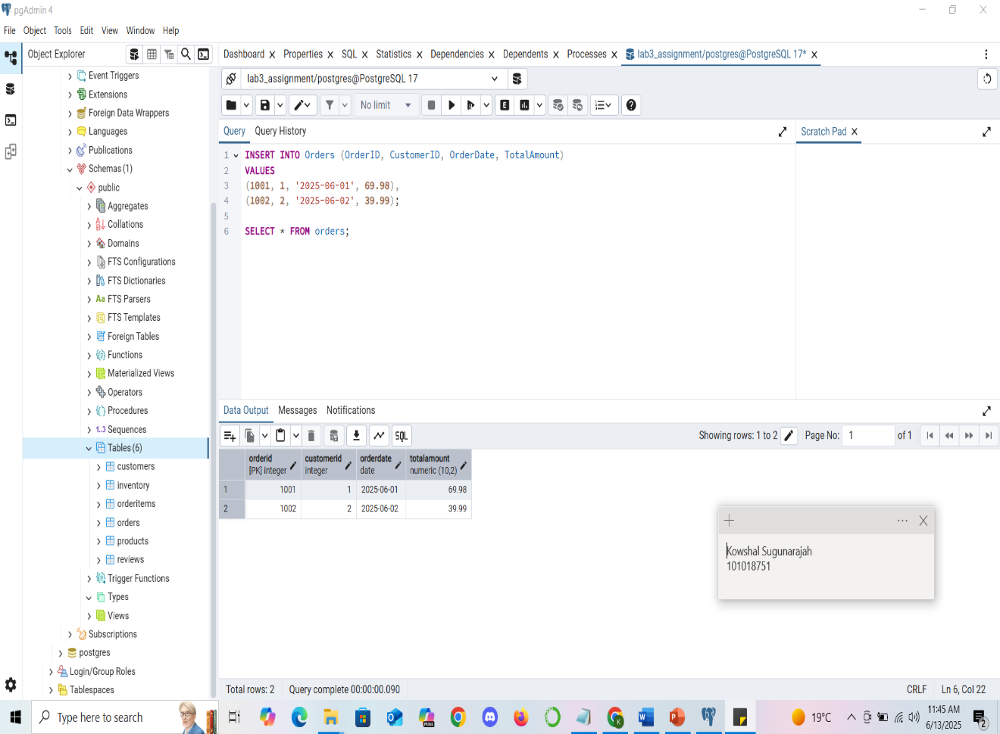 pgAdmin 4
File Object Tools Edit View Window Help
Object Explorer
Dashboard Properties SQL Statistics Dependencies Dependents Processes lab3_assignment/postgres@PostgreSQL 17*
Event Triggers
Extensions
Foreign Data Wrappers
Languages
Publications
Schemas (1)
public
Aggregates
Collations
Domains
FTS Configurations
FTS Dictionaries
Aa FTS Parsers
FTS Templates
Foreign Tables
Functions
Materialized Views
Operators
Procedures
1..3 Sequences
Tables (6)
customers
inventory
orderitems
orders
products
reviews
Trigger Functions
Types
Views
Subscriptions
postgres
Login/Group Roles
Tablespaces
lab3_assignment/postgres@PostgreSQL 17
No limit
E
Query Query History
Scratch Pad
1 INSERT INTO Orders (OrderID, CustomerID, OrderDate, TotalAmount)
2 VALUES
3 (1001, 1, '2025-06-01', 69.98),
4 (1002, 2, '2025-06-02', 39.99);
5
6 SELECT * FROM orders;
Data Output Messages Notifications
SQL
Showing rows: 1 to 2 Page No: 1 of 1
orderid customerid orderdate totalamount
[PK] integer integer date numeric (10,2)
1 1001 1 2025-06-01 69.98
2 1002 2 2025-06-02 39.99
Kowshal Sugunarajah
101018751
Total rows: 2 Query complete 00:00:00.090
CRLF Ln 6, Col 22
Type here to search
19°C
11:45 AM
6/13/2025
2